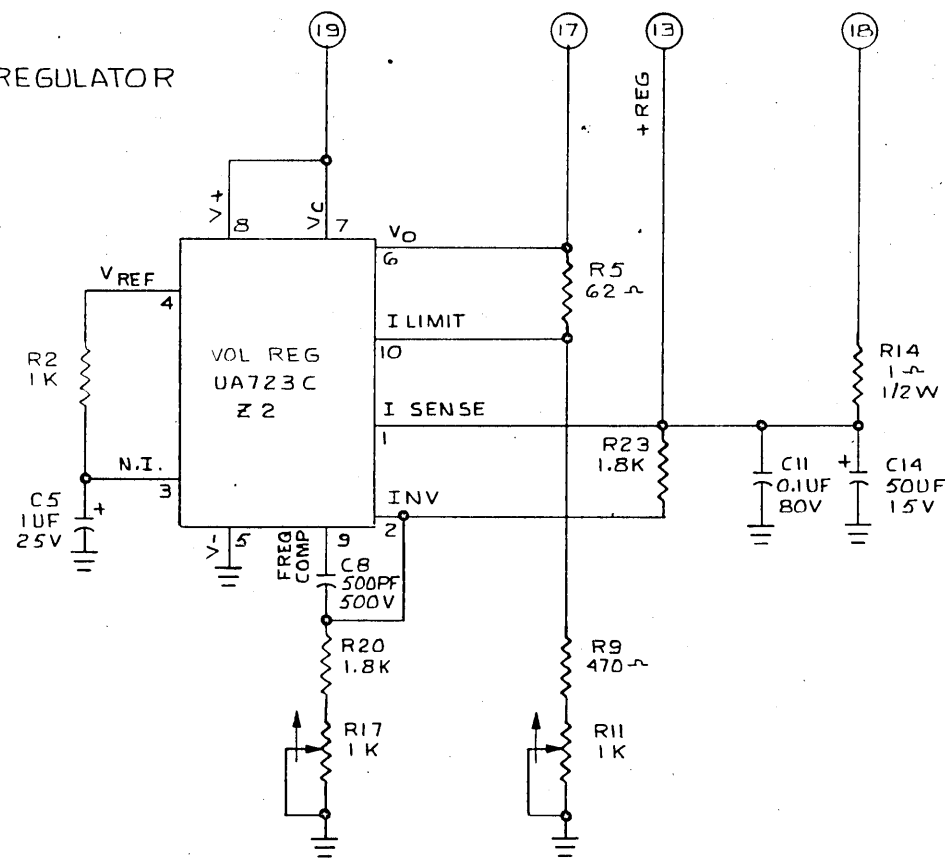 19
17
13
18
REGULATOR
+REG
V+
8
VC
7
VO
6
R5
62 Ω
VREF
4
I LIMIT
10
R2
1K
VOL REG
UA723C
Z2
R14
1 Ω
1/2W
I SENSE
1
R23
1.8K
N.I.
3
C5
1UF
25V
+
INV
2
C11
0.1UF
80V
+
C14
50UF
15V
V-
5
FREQ
COMP
9
C8
500PF
500V
R20
1.8K
R9
470 Ω
R17
1K
R11
1K